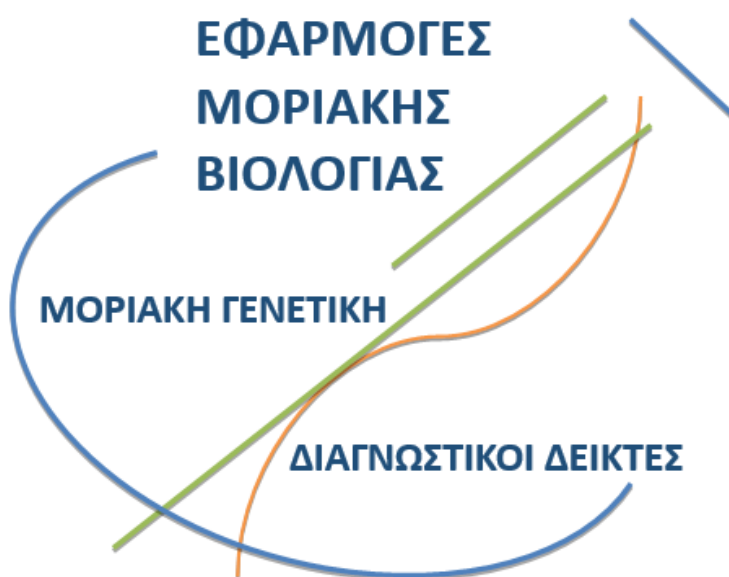 ΕΦΑΡΜΟΓΕΣ
ΜΟΡΙΑΚΗΣ
ΒΙΟΛΟΓΙΑΣ
ΜΟΡΙΑΚΗ ΓΕΝΕΤΙΚΗ
ΔΙΑΓΝΩΣΤΙΚΟΙ ΔΕΙΚΤΕΣ